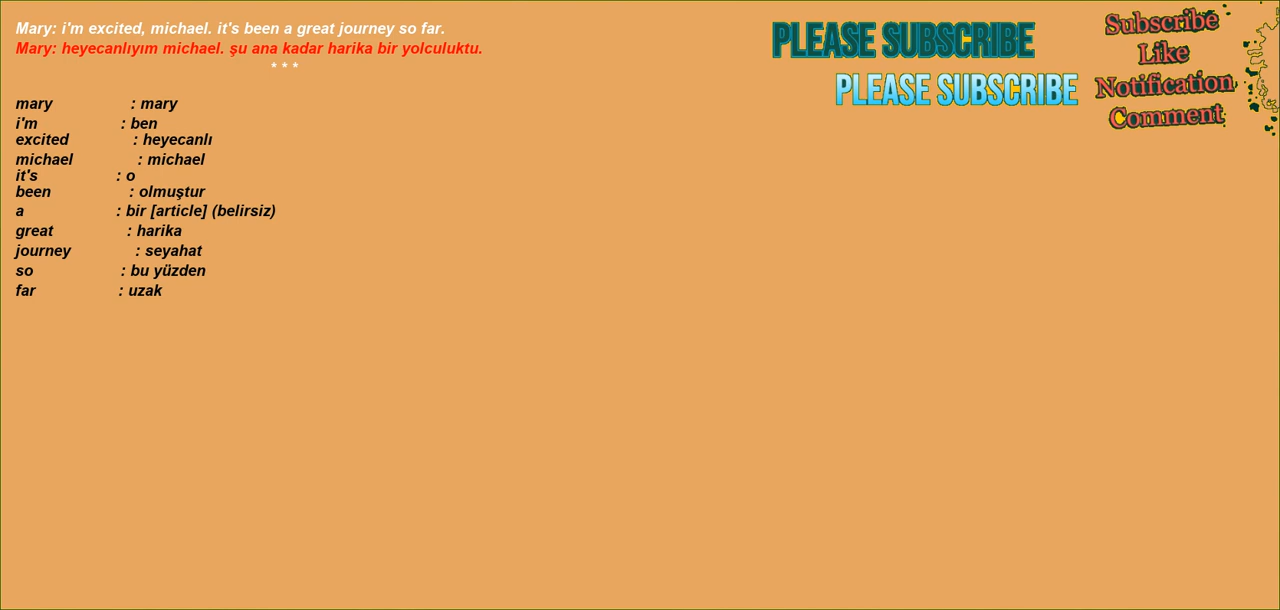 Mary: i'm excited, michael. it's been a great journey so far.
Mary: heyecanlıyım michael. şu ana kadar harika bir yolculuktu.
* * *
mary : mary
i'm : ben
excited : heyecanlı
michael : michael
it's : o
been : olmuştur
a : bir [article] (belirsiz)
great : harika
journey : seyahat
so : bu yüzden
far : uzak
PLEASE SUBSCRIBE
PLEASE SUBSCRIBE
Subscribe
Like
Notification
Comment